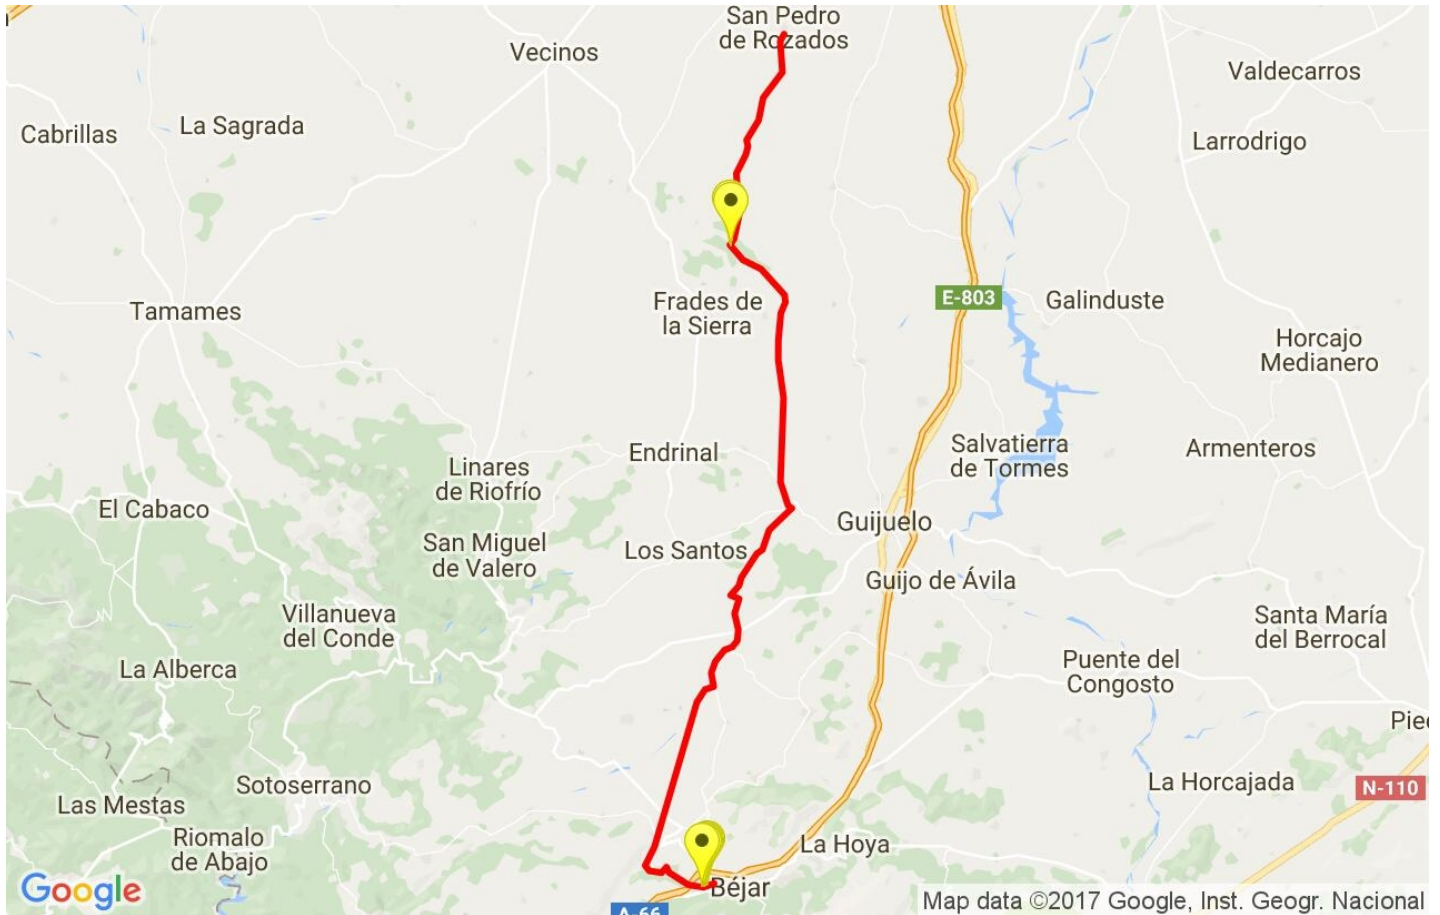 San Pedro
de Rozados
Vecinos
Valdecarros
Cabrillas
La Sagrada
Larrodrigo
Frades de
la Sierra
E-803
Galinduste
Tamames
Horcajo
Medianero
Endrinal
Linares
de Riofrío
Salvatierra
de Tormes
Armenteros
El Cabaco
Guijuelo
San Miguel
de Valero
Los Santos
Guijo de Ávila
Villanueva
del Conde
Santa María
del Berrocal
La Alberca
Puente del
Congosto
Pie
Sotoserrano
La Horcajada
Las Mestas
N-110
Riomalo
de Abajo
La Hoya
Béjar
Google
A-66
Map data ©2017 Google, Inst. Geogr. Nacional